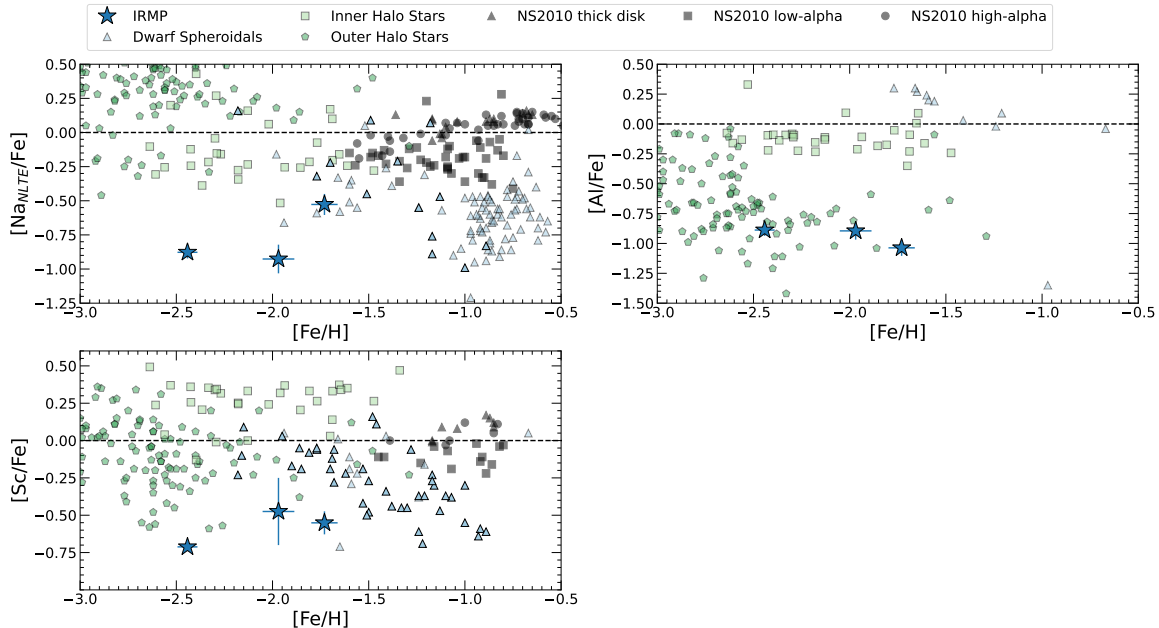 IRMP
Inner Halo Stars
NS2010 thick disk
NS2010 low-alpha
NS2010 high-alpha
Dwarf Spheroidals
Outer Halo Stars
0.50
0.25
0.00
−0.25
−0.50
−0.75
−1.00
−1.25
[Na_NLTE/Fe]
−3.0 −2.5 −2.0 −1.5 −1.0 −0.5
[Fe/H]
0.50
0.25
0.00
−0.25
−0.50
−0.75
−1.00
−1.25
−1.50
[Al/Fe]
−3.0 −2.5 −2.0 −1.5 −1.0 −0.5
[Fe/H]
0.50
0.25
0.00
−0.25
−0.50
−0.75
[Sc/Fe]
−3.0 −2.5 −2.0 −1.5 −1.0 −0.5
[Fe/H]